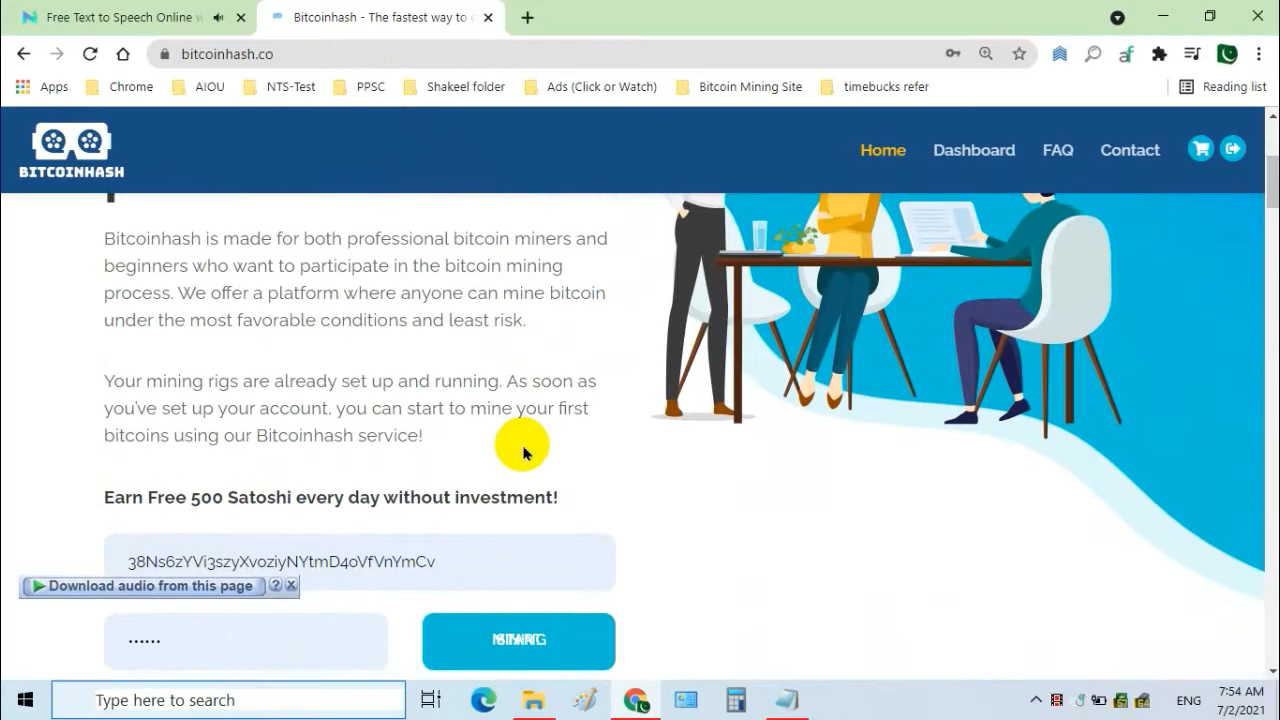 Free Text to Speech Online w
Bitcoinhash - The fastest way to e
bitcoinhash.co
Apps
Chrome
AIOU
NTS-Test
PPSC
Shakeel finder
Ads (Click or Watch)
Bitcoin Mining Site
timebucks refer
Reading list
BITCOINHASH
Home
Dashboard
FAQ
Contact
Bitcoinhash is made for both professional bitcoin miners and
beginners who want to participate in the bitcoin mining
process. We offer a platform where anyone can mine bitcoin
under the most favorable conditions and least risk.
Your mining rigs are already set up and running. As soon as
you've set up your account, you can start to mine your first
bitcoins using our Bitcoinhash service!
Earn Free 500 Satoshi every day without investment!
38Ns6zYVi3szyXvoziyNYtmD4oVfVnYmCv
Download audio from this page
Type here to search
ENG
7:54 AM
7/2/2021